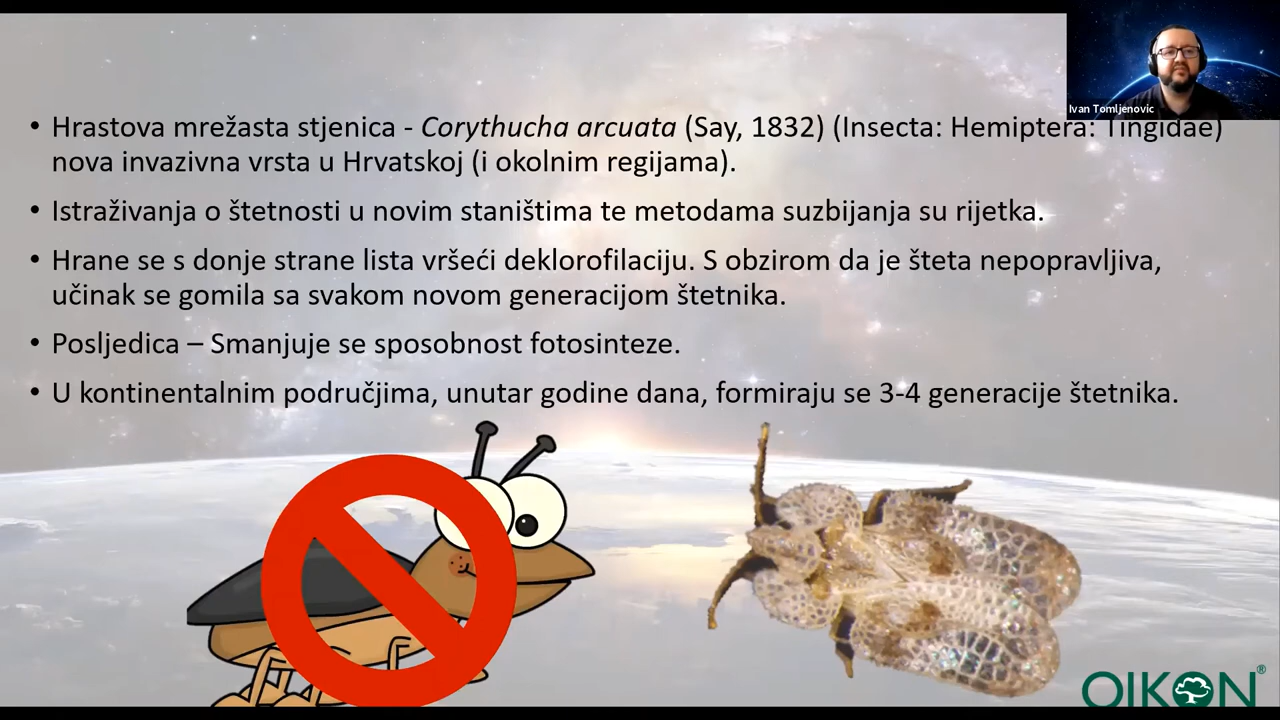 Ivan Tomljenovic
• Hrastova mrežasta stjenica - Corythucha arcuata (Say, 1832) (Insecta: Hemiptera: Tingidae)
nova invazivna vrsta u Hrvatskoj (i okolnim regijama).
• Istraživanja o štetnosti u novim staništima te metodama suzbijanja su rijetka.
• Hrane se s donje strane lista vršeći deklorofilaciju. S obzirom da je šteta nepopravljiva,
učinak se gomila sa svakom novom generacijom štetnika.
• Posljedica – Smanjuje se sposobnost fotosinteze.
• U kontinentalnim područjima, unutar godine dana, formiraju se 3-4 generacije štetnika.
OIKON®